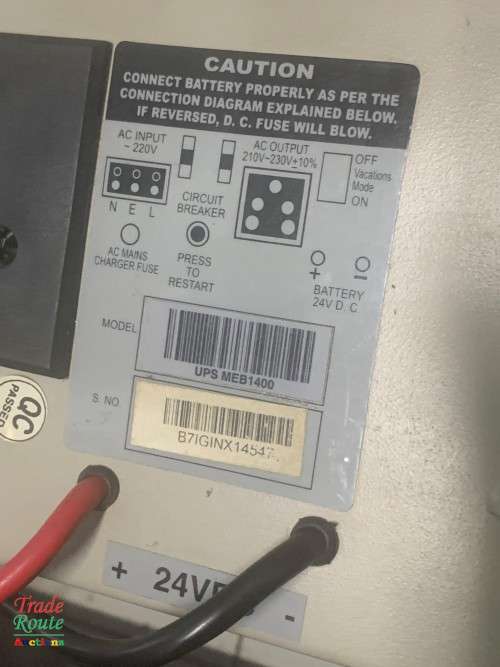 CAUTION
CONNECT BATTERY PROPERLY AS PER THE
CONNECTION DIAGRAM EXPLAINED BELOW.
IF REVERSED, D. C. FUSE WILL BLOW.
AC INPUT
~ 220V
AC OUTPUT
210V~230V±10%
OFF
Vacations
Mode
ON
N E L
CIRCUIT
BREAKER
AC MAINS
CHARGER FUSE
PRESS
TO
RESTART
+ -
BATTERY
24V D. C
MODEL
UPS MEB1400
S. NO.
B7IGINX14547
QC
PASSED
+ 24V -
Trade
Route
Auctions